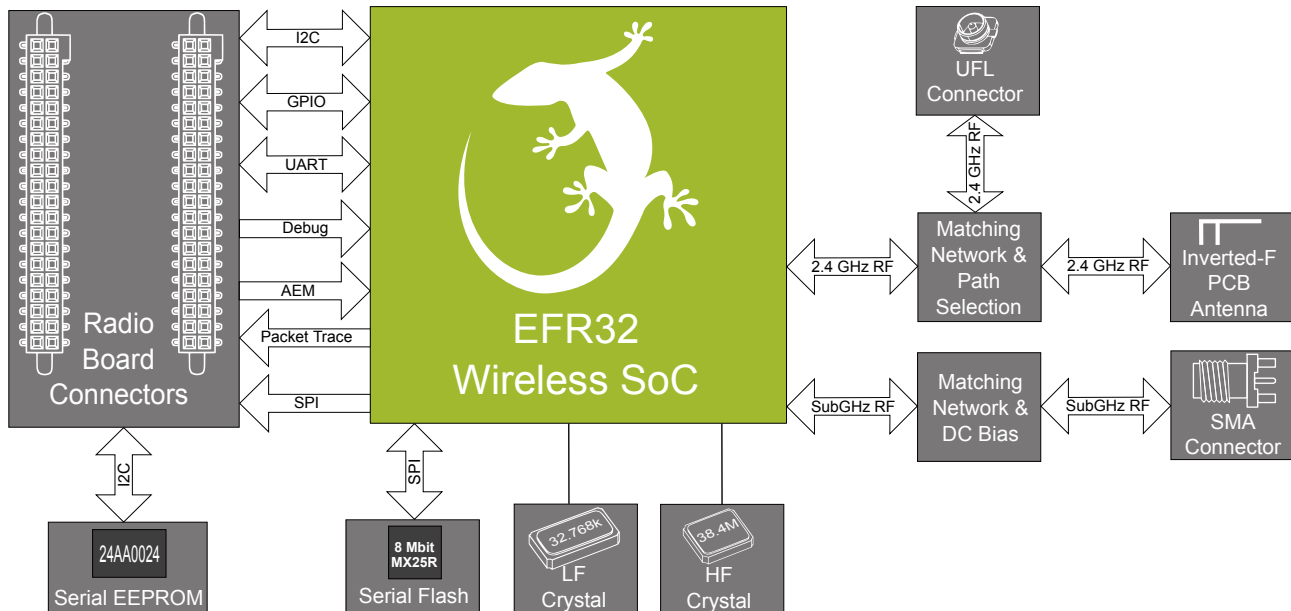 I2C
GPIO
UART
Debug
AEM
Packet Trace
SPI
Radio
Board
Connectors
EFR32
Wireless SoC
UFL
Connector
2.4 GHz RF
2.4 GHz RF
Matching
Network &
Path
Selection
2.4 GHz RF
Inverted-F
PCB
Antenna
SubGHz RF
Matching
Network &
DC Bias
SubGHz RF
SMA
Connector
I2C
24AA0024
Serial EEPROM
SPI
8 Mbit
MX25R
Serial Flash
32.768k
LF
Crystal
38.4M
HF
Crystal